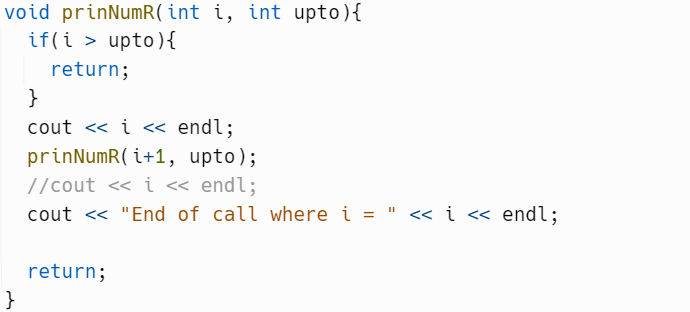 void prinNumR(int i, int upto){
  if(i > upto){
    return;
  }
  cout << i << endl;
  prinNumR(i+1, upto);
  //cout << i << endl;
  cout << "End of call where i = " << i << endl;

  return;
}